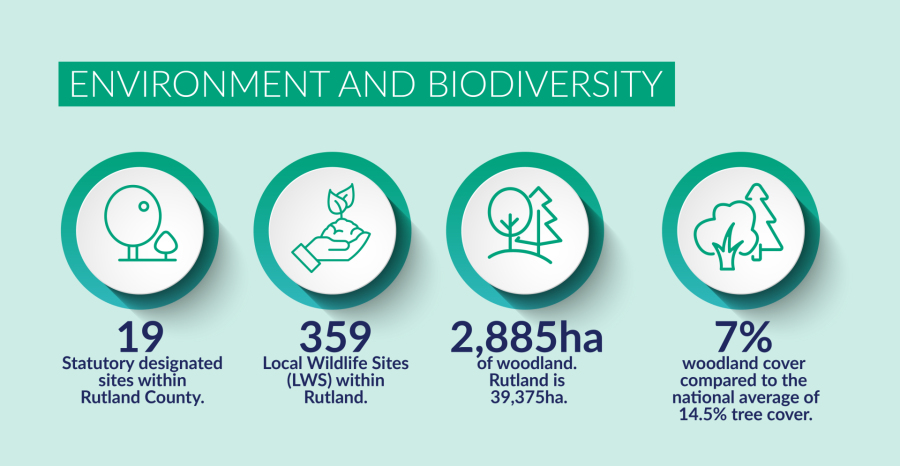 ENVIRONMENT AND BIODIVERSITY
19
Statutory designated
sites within
Rutland County.
359
Local Wildlife Sites
(LWS) within
Rutland.
2,885ha
of woodland.
Rutland is
39,375ha.
7%
woodland cover
compared to the
national average of
14.5% tree cover.